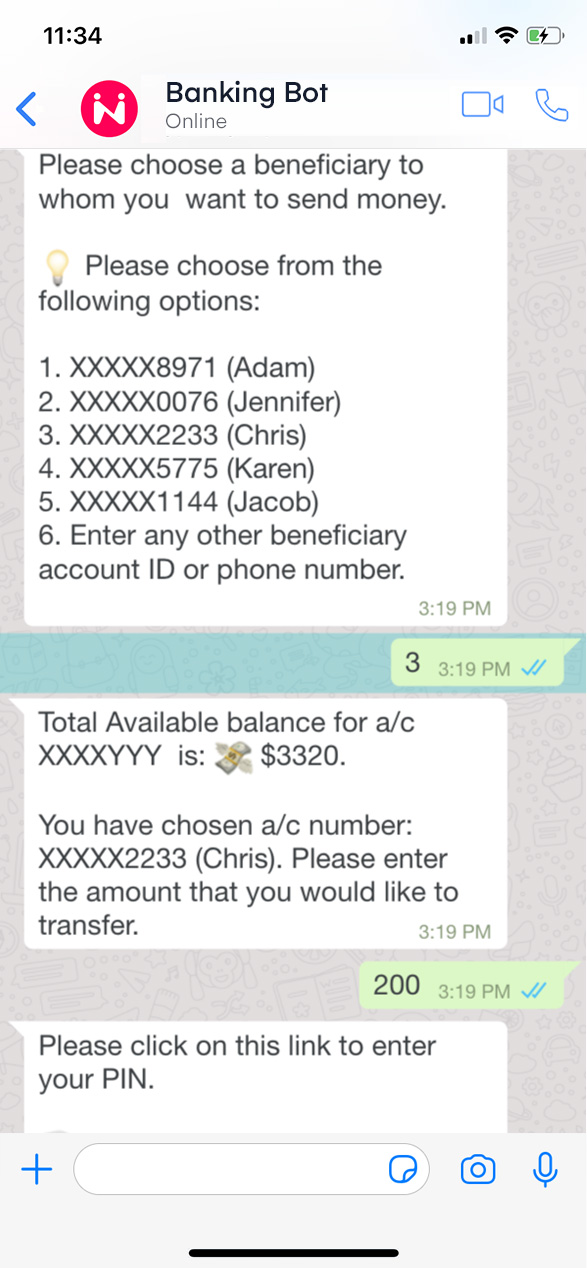 11:34
Banking Bot
Online
Please choose a beneficiary to
whom you want to send money.
💡 Please choose from the
following options:
1. XXXXX8971 (Adam)
2. XXXXX0076 (Jennifer)
3. XXXXX2233 (Chris)
4. XXXXX5775 (Karen)
5. XXXXX1144 (Jacob)
6. Enter any other beneficiary
account ID or phone number.
3:19 PM
3 3:19 PM
Total Available balance for a/c
XXXXYYY is: 💸 $3320.
You have chosen a/c number:
XXXXX2233 (Chris). Please enter
the amount that you would like to
transfer.
3:19 PM
200 3:19 PM
Please click on this link to enter
your PIN.